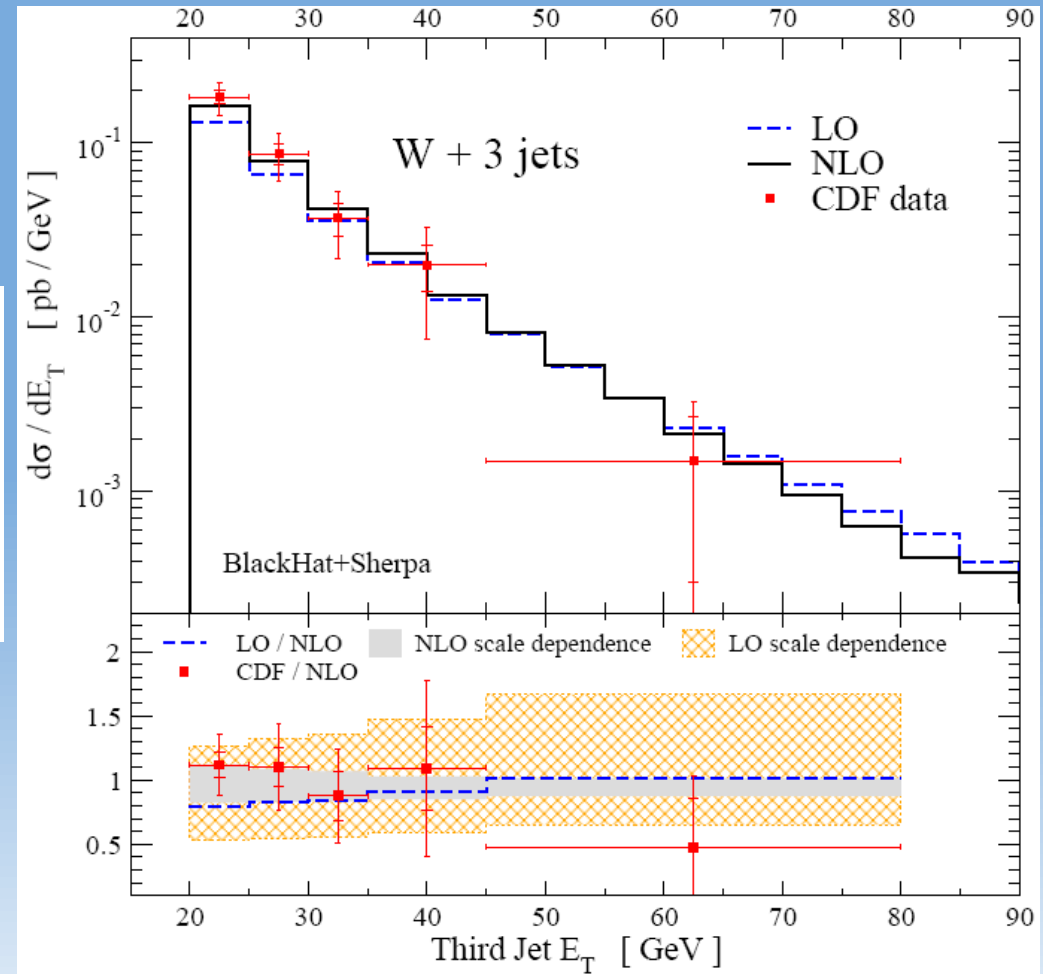 20 30 40 50 60 70 80 90
10^-1
10^-2
10^-3
dσ / dE_T [ pb / GeV ]
W + 3 jets
LO
NLO
CDF data
BlackHat+Sherpa
LO / NLO
NLO scale dependence
LO scale dependence
CDF / NLO
2
1.5
1
0.5
20 30 40 50 60 70 80 90
Third Jet E_T [ GeV ]